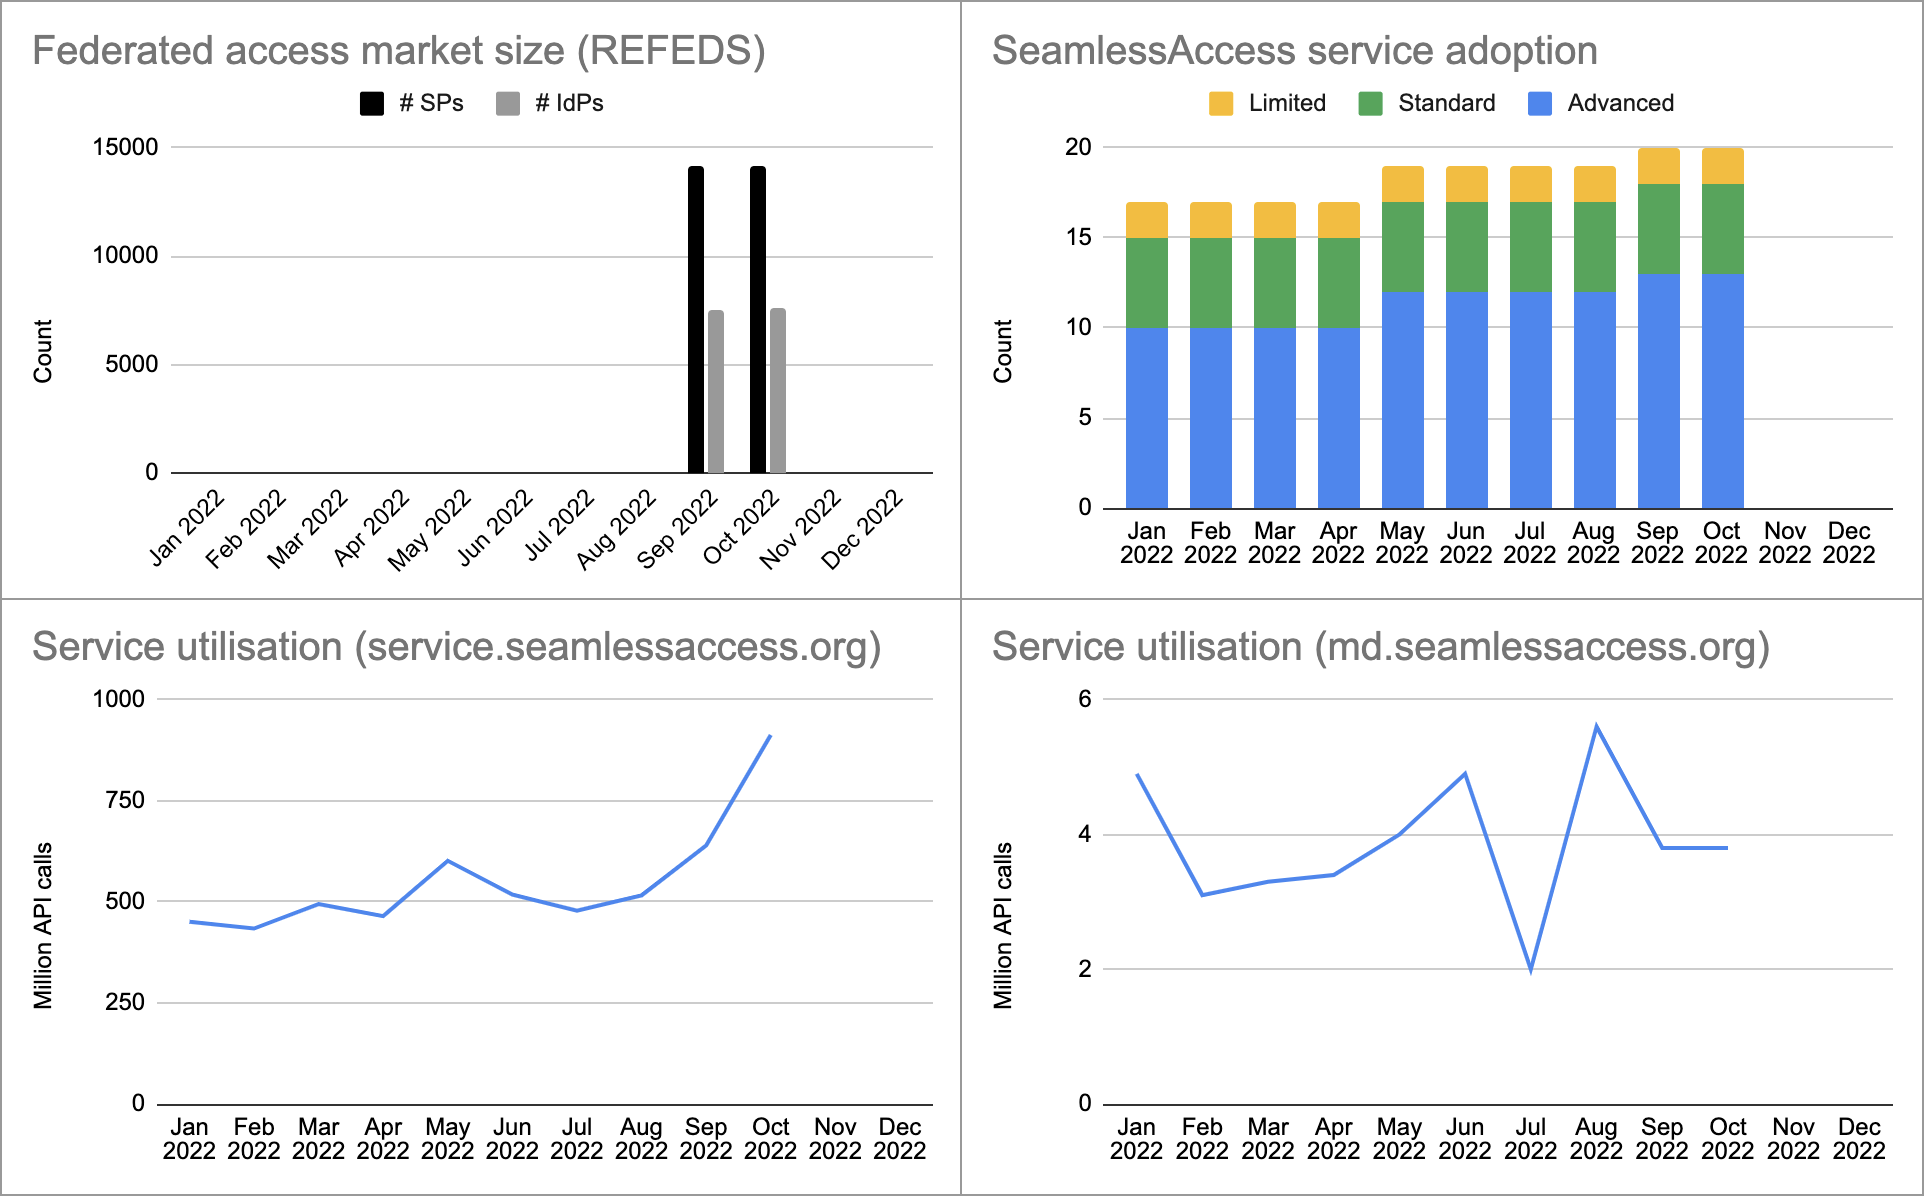 Federated access market size (REFEDS)
# SPs # IdPs
15000
10000
5000
0
Count
Jan 2022 Feb 2022 Mar 2022 Apr 2022 May 2022 Jun 2022 Jul 2022 Aug 2022 Sep 2022 Oct 2022 Nov 2022 Dec 2022
SeamlessAccess service adoption
Limited Standard Advanced
20
15
10
5
0
Count
Jan Feb Mar Apr May Jun Jul Aug Sep Oct Nov Dec
2022 2022 2022 2022 2022 2022 2022 2022 2022 2022 2022 2022
Service utilisation (service.seamlessaccess.org)
1000
750
500
250
0
Million API calls
Jan Feb Mar Apr May Jun Jul Aug Sep Oct Nov Dec
2022 2022 2022 2022 2022 2022 2022 2022 2022 2022 2022 2022
Service utilisation (md.seamlessaccess.org)
6
4
2
0
Million API calls
Jan Feb Mar Apr May Jun Jul Aug Sep Oct Nov Dec
2022 2022 2022 2022 2022 2022 2022 2022 2022 2022 2022 2022